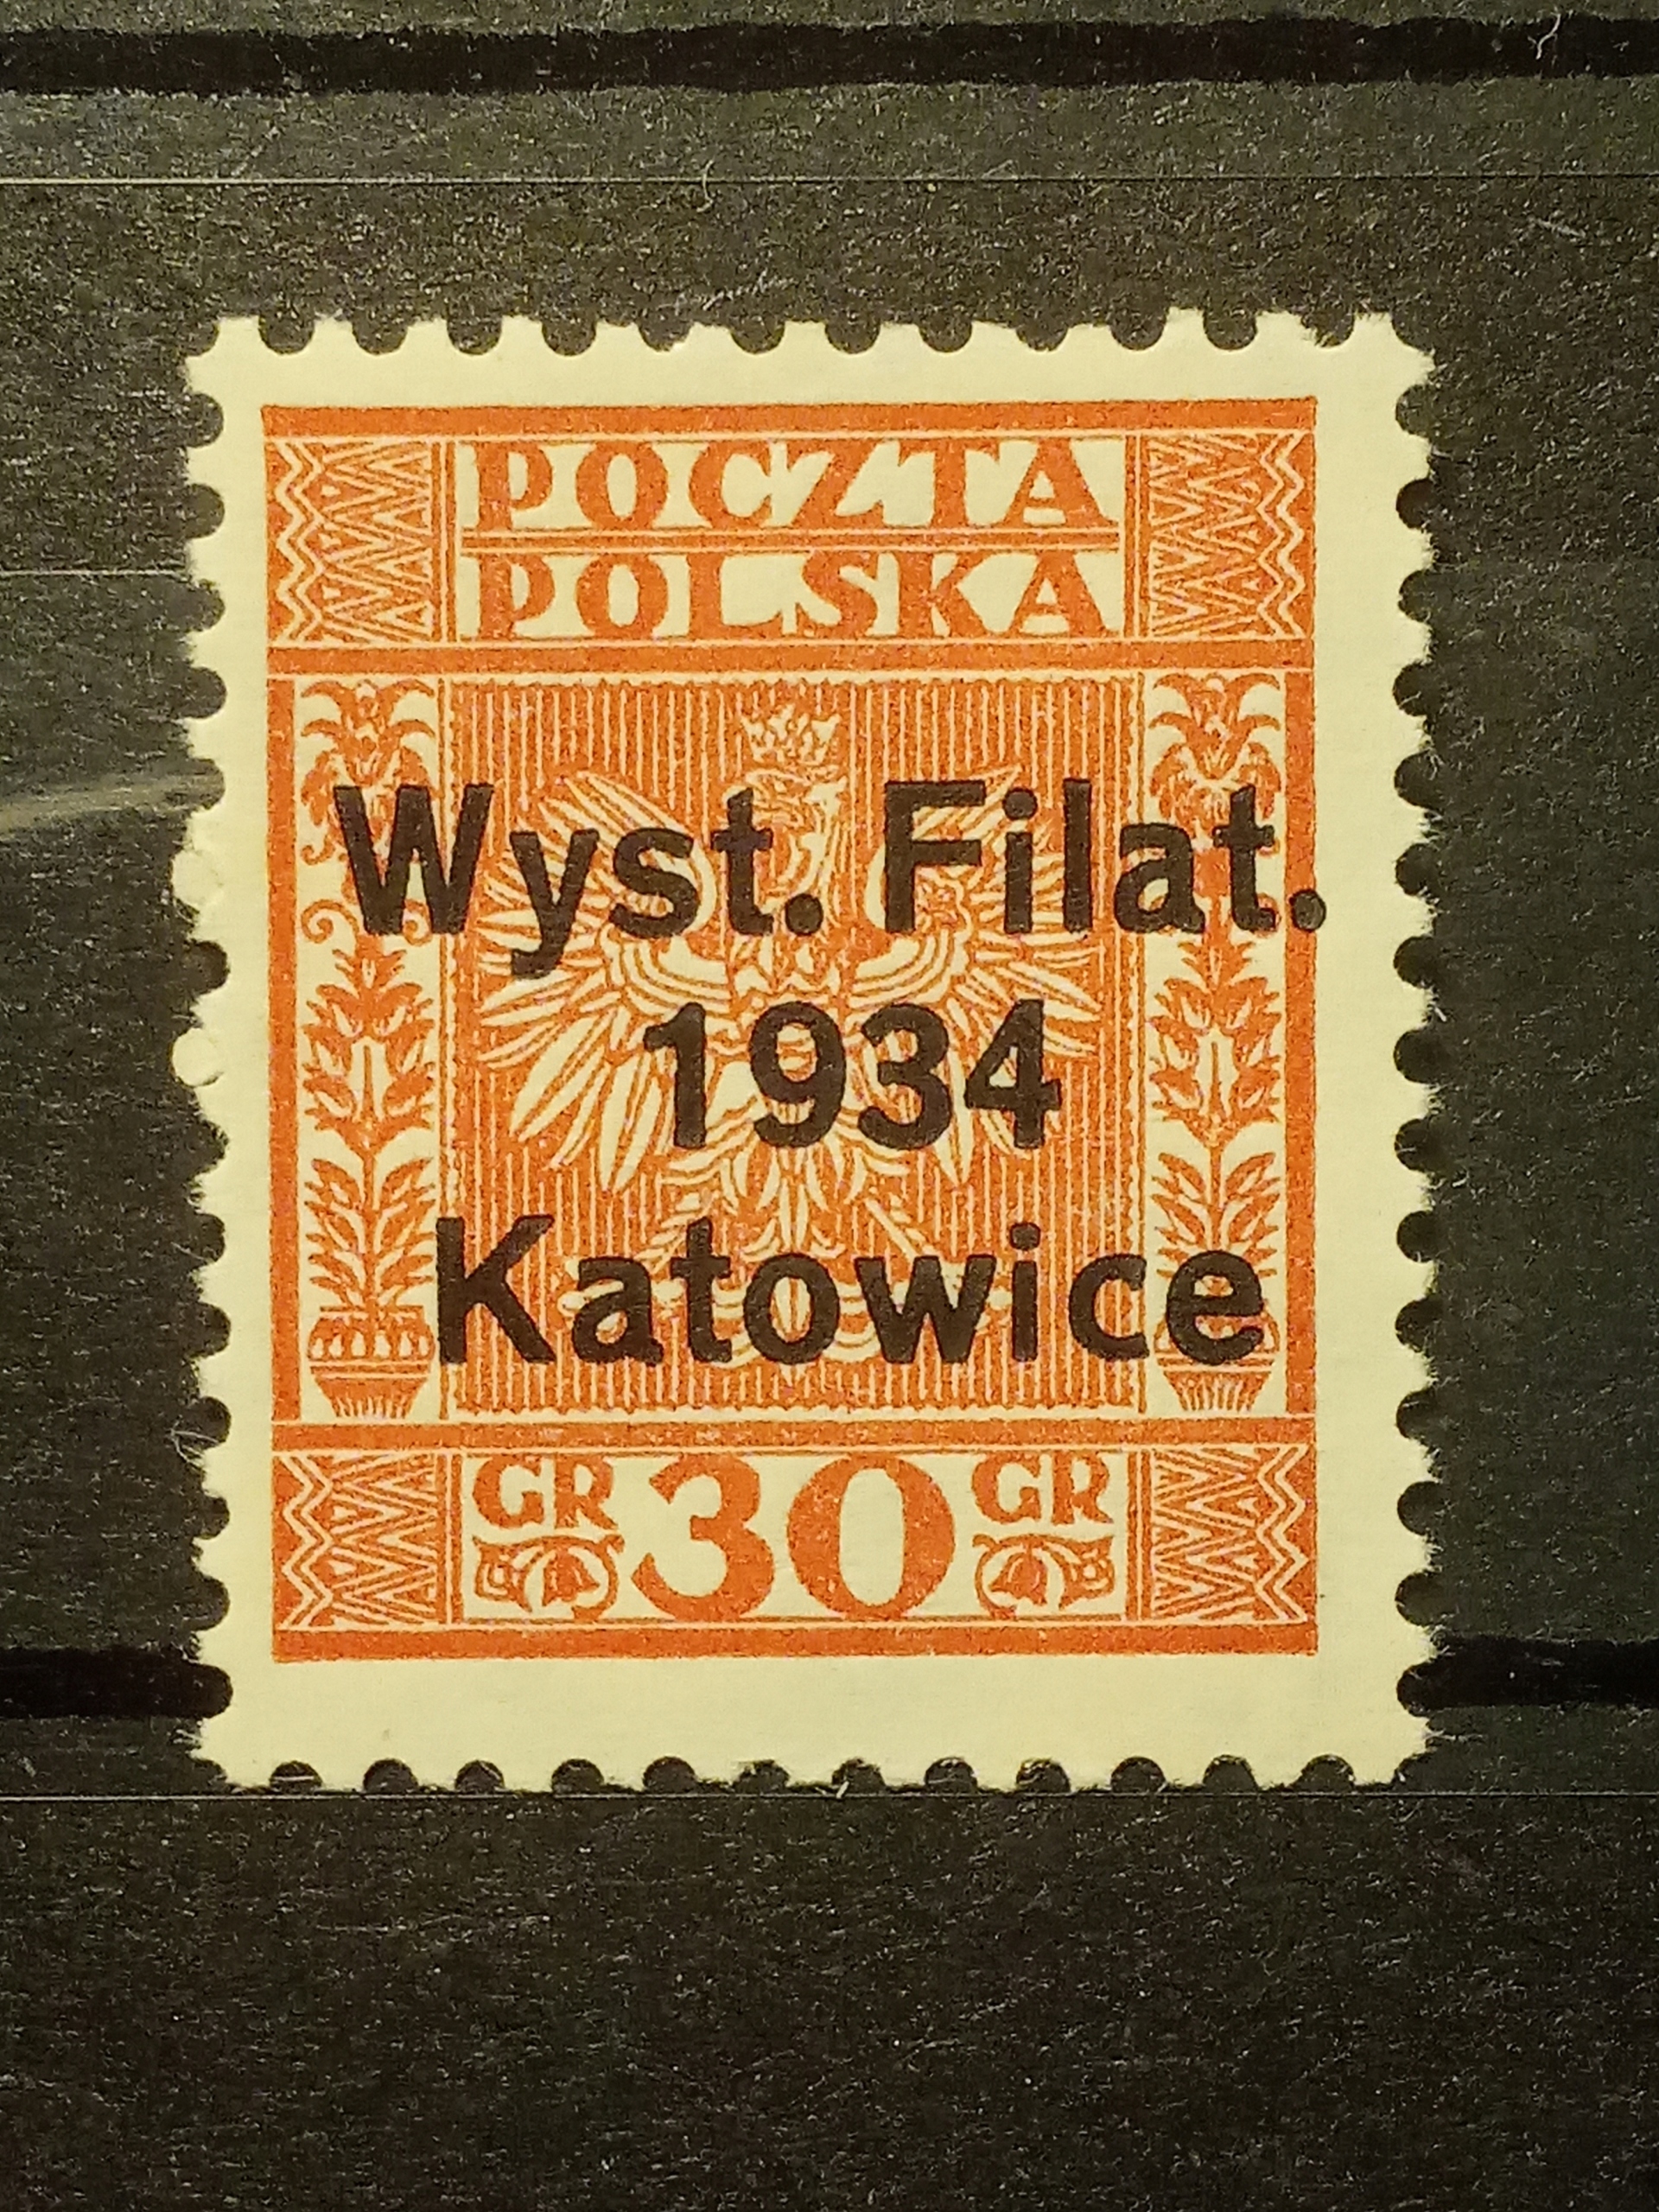 POCZTA
POLSKA
Wyst. Filat.
1934
Katowice
GR 30 GR